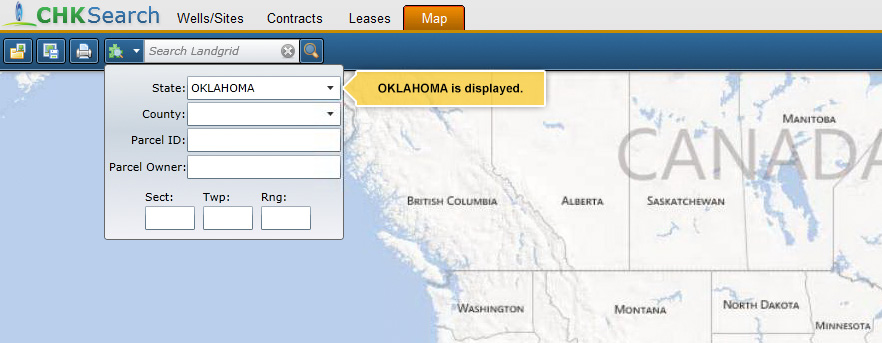 CHKSearch
Wells/Sites Contracts Leases Map
Search Landgrid
State: OKLAHOMA
OKLAHOMA is displayed.
County:
Parcel ID:
Parcel Owner:
Sect: Twp: Rng:
CANADA
MANITOBA
BRITISH COLUMBIA
ALBERTA
SASKATCHEWAN
WASHINGTON
MONTANA
NORTH DAKOTA
MINNESOTA